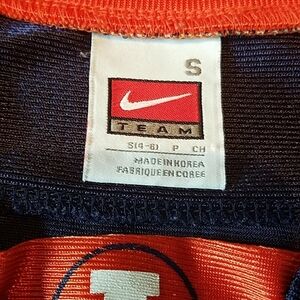 S
TEAM
S(4-6) P CH
MADE IN KOREA
FABRIQUE EN COREE
I